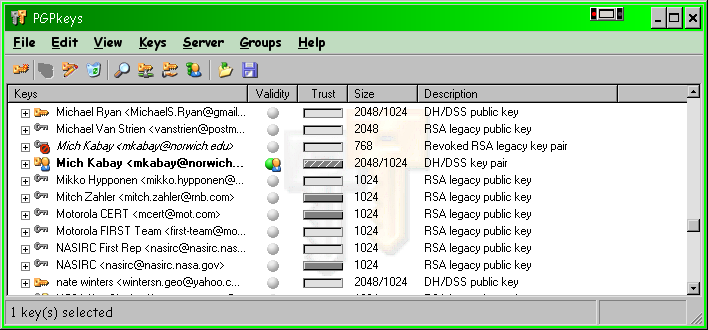 PGPkeys
File Edit View Keys Server Groups Help
Keys Validity Trust Size Description
Michael Ryan <MichaelS.Ryan@gmail... 2048/1024 DH/DSS public key
Michael Van Strien <vanstrien@postm... 2048 RSA legacy public key
Mich Kabay <mkabay@norwich.edu> 768 Revoked RSA legacy key pair
Mich Kabay <mkabay@norwich... 2048/1024 DH/DSS key pair
Mikko Hypponen <mikko.hypponen@... 1024 RSA legacy public key
Mitch Zahler <mitch.zahler@rnb.com> 1024 RSA legacy public key
Motorola CERT <mcert@mot.com> 1024 RSA legacy public key
Motorola FIRST Team <first-team@mo... 1024 RSA legacy public key
NASIRC First Rep <nasirc@nasirc.nas... 1024 RSA legacy public key
NASIRC <nasirc@nasirc.nasa.gov> 1024 RSA legacy public key
nate winters <wintersn.geo@yahoo.c... 2048/1024 DH/DSS public key
1 key(s) selected